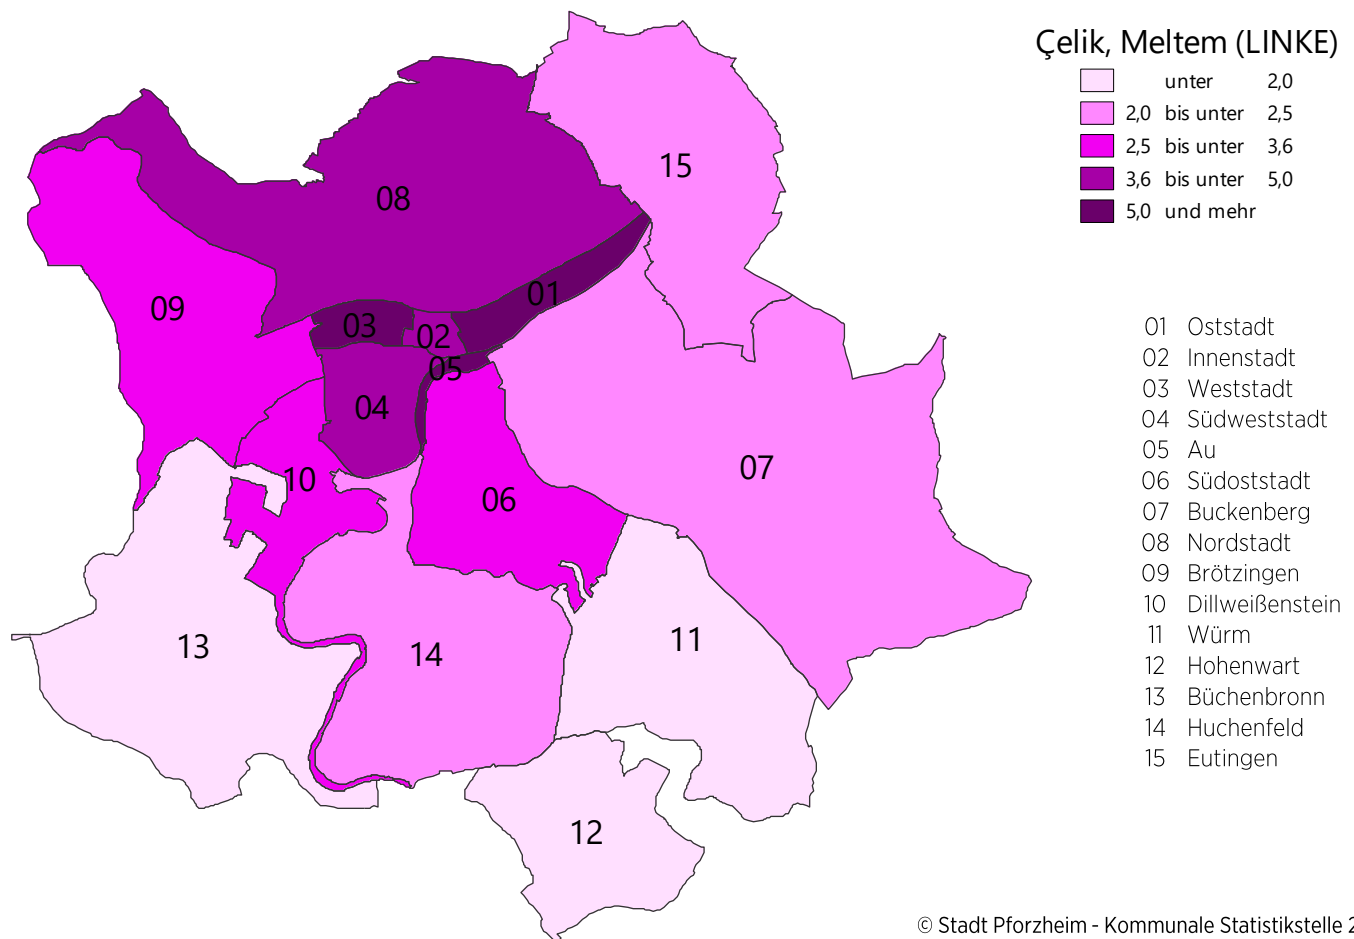 Çelik, Meltem (LINKE)
unter 2,0
2,0 bis unter 2,5
2,5 bis unter 3,6
3,6 bis unter 5,0
5,0 und mehr
15
08
01
09
03
02
05
04
07
10
06
11
13
14
12
01 Oststadt
02 Innenstadt
03 Weststadt
04 Südweststadt
05 Au
06 Südoststadt
07 Buckenberg
08 Nordstadt
09 Brötzingen
10 Dillweißenstein
11 Würm
12 Hohenwart
13 Büchenbronn
14 Huchenfeld
15 Eutingen
© Stadt Pforzheim - Kommunale Statistikstelle